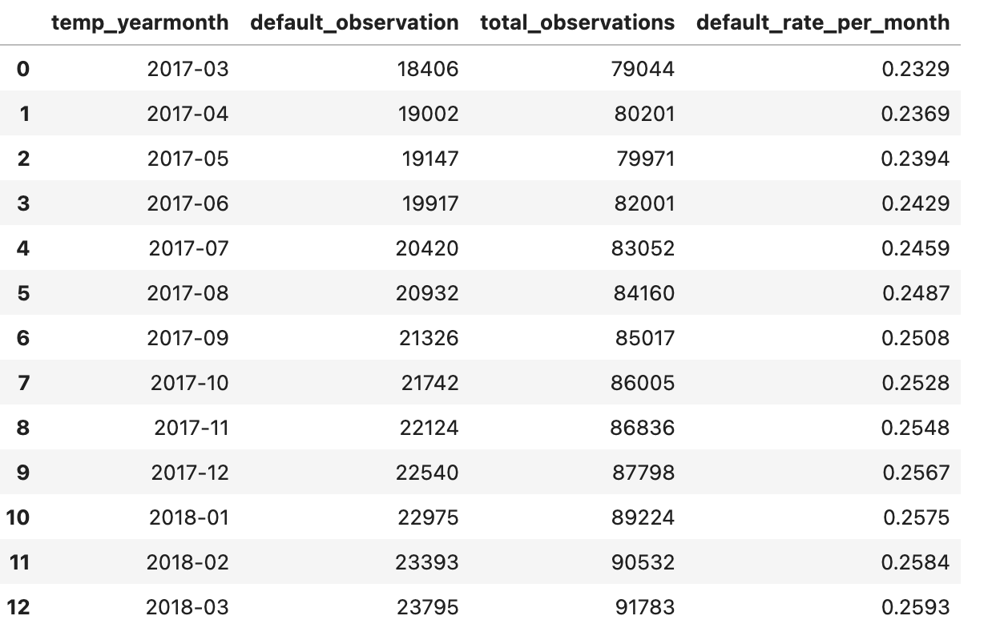 temp_yearmonth default_observation total_observations default_rate_per_month
0 2017-03 18406 79044 0.2329
1 2017-04 19002 80201 0.2369
2 2017-05 19147 79971 0.2394
3 2017-06 19917 82001 0.2429
4 2017-07 20420 83052 0.2459
5 2017-08 20932 84160 0.2487
6 2017-09 21326 85017 0.2508
7 2017-10 21742 86005 0.2528
8 2017-11 22124 86836 0.2548
9 2017-12 22540 87798 0.2567
10 2018-01 22975 89224 0.2575
11 2018-02 23393 90532 0.2584
12 2018-03 23795 91783 0.2593